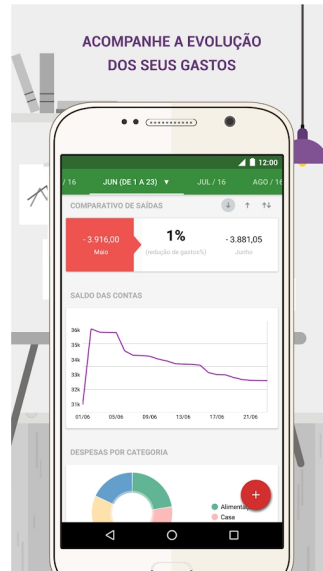 ACOMPANHE A EVOLUÇÃO
DOS SEUS GASTOS
12:00
/ 16 JUN (DE 1 A 23) ▼ JUL / 16 AGO / 16
COMPARATIVO DE SAÍDAS
- 3.916,00 1% - 3.881,05
Maio (redução de gastos%) Junho
SALDO DAS CONTAS
36k
35k
34k
33k
32k
31k
01/06 05/06 09/06 13/06 17/06 21/06
DESPESAS POR CATEGORIA
+
Alimentaç
Casa